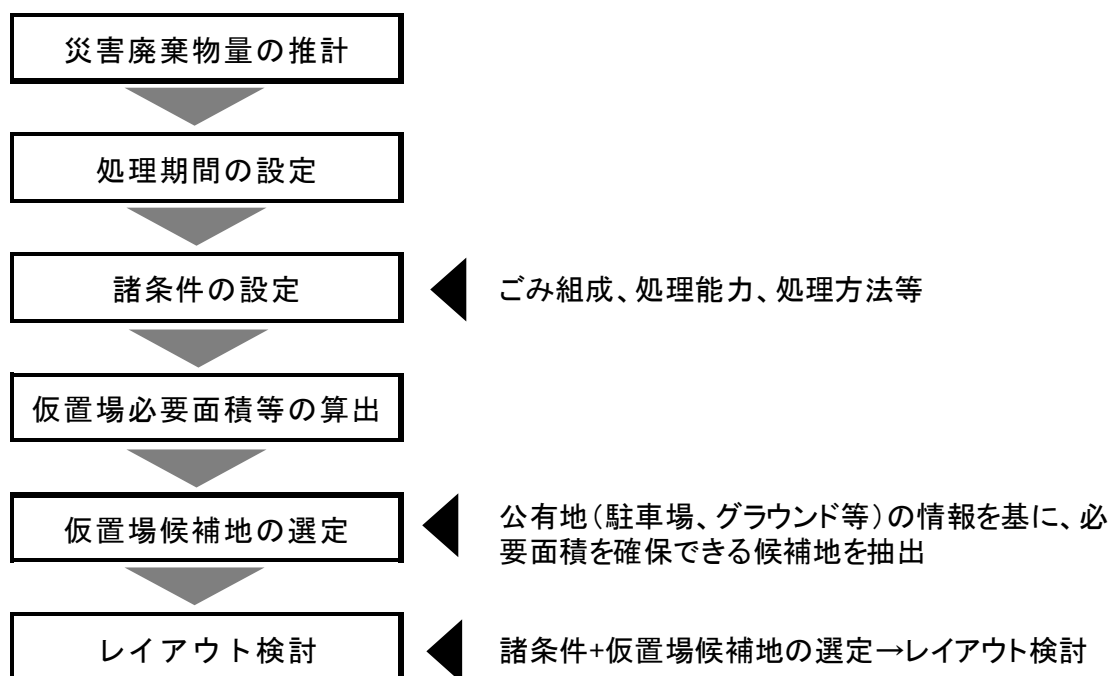 災害廃棄物量の推計
処理期間の設定
諸条件の設定
ごみ組成、処理能力、処理方法等
仮置場必要面積等の算出
仮置場候補地の選定
公有地(駐車場、グラウンド等)の情報を基に、必
要面積を確保できる候補地を抽出
レイアウト検討
諸条件+仮置場候補地の選定→レイアウト検討